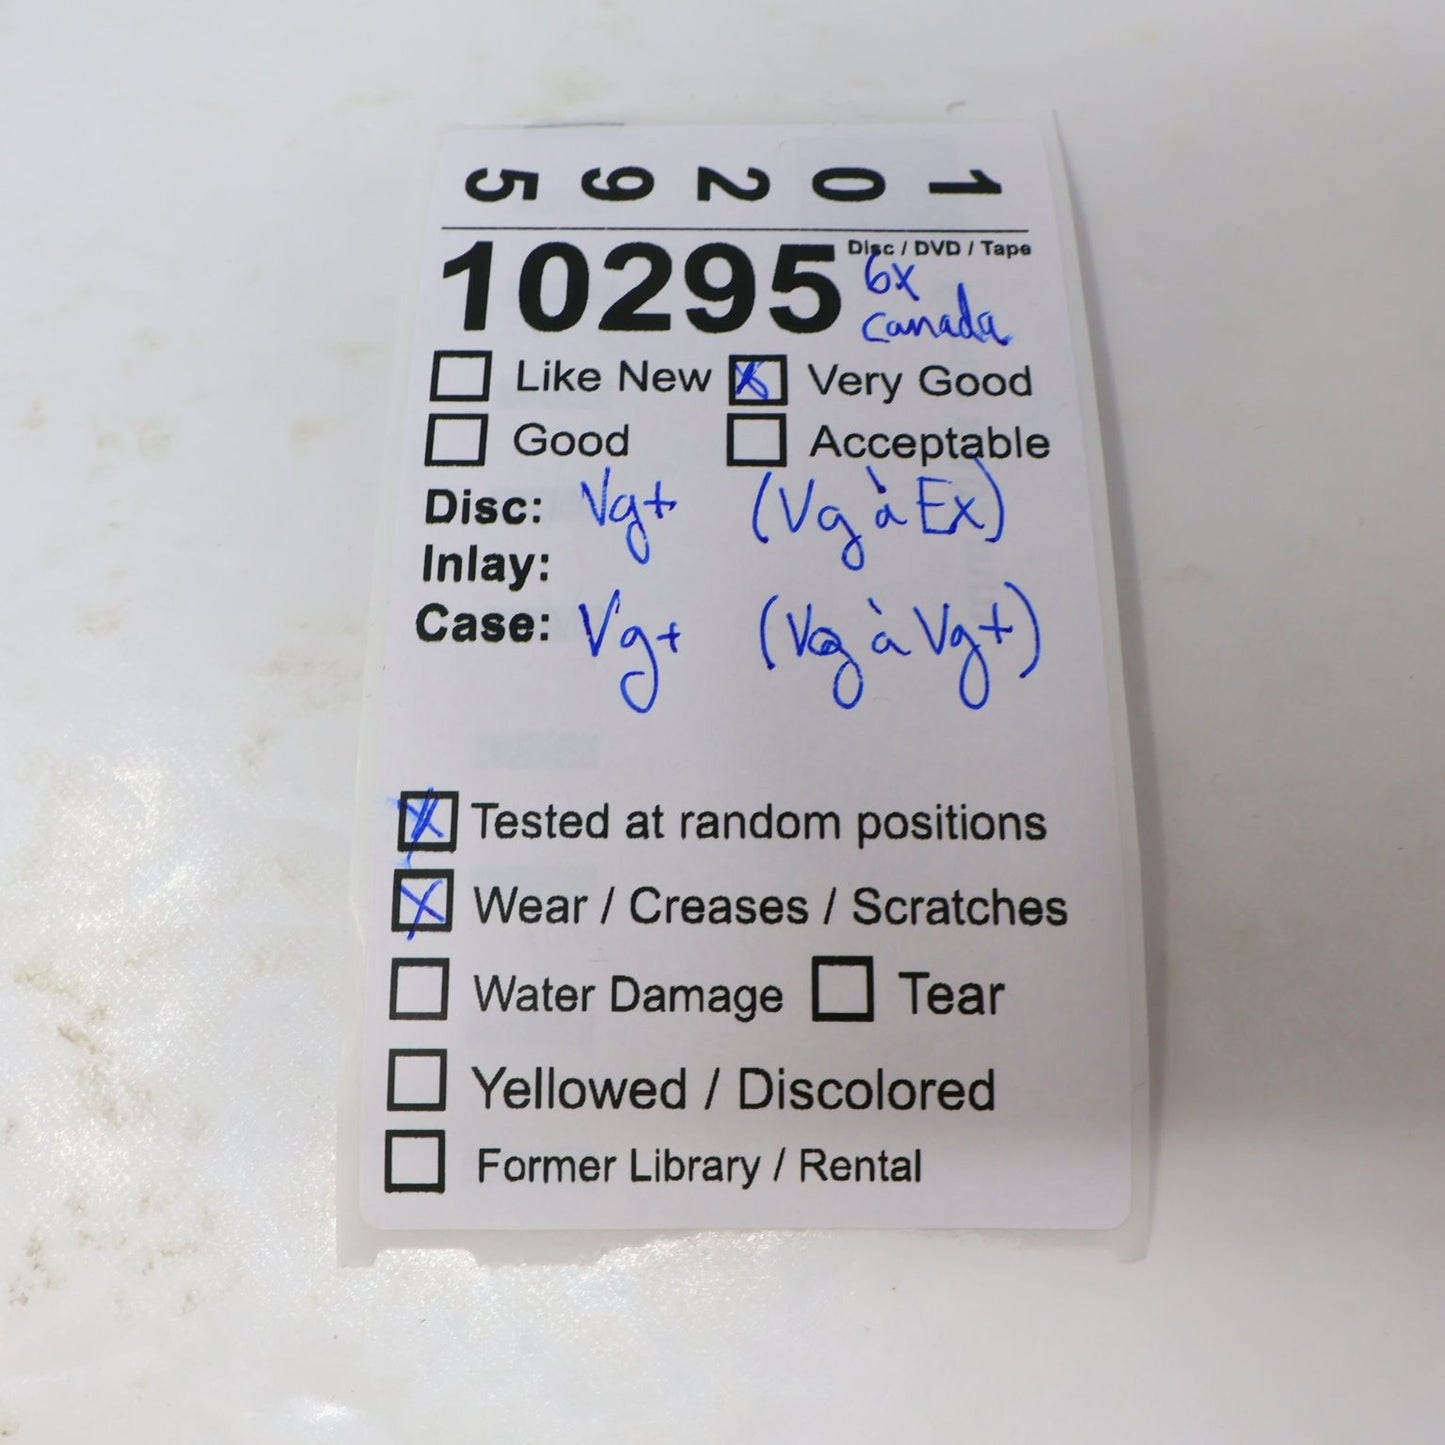 10295
10295 Disc / DVD / Tape
6x
Canada
Like New Very Good
Good Acceptable
Disc: Vg+ (Vg à Ex)
Inlay:
Case: Vg+ (Vg à Vg+)
Tested at random positions
Wear / Creases / Scratches
Water Damage Tear
Yellowed / Discolored
Former Library / Rental